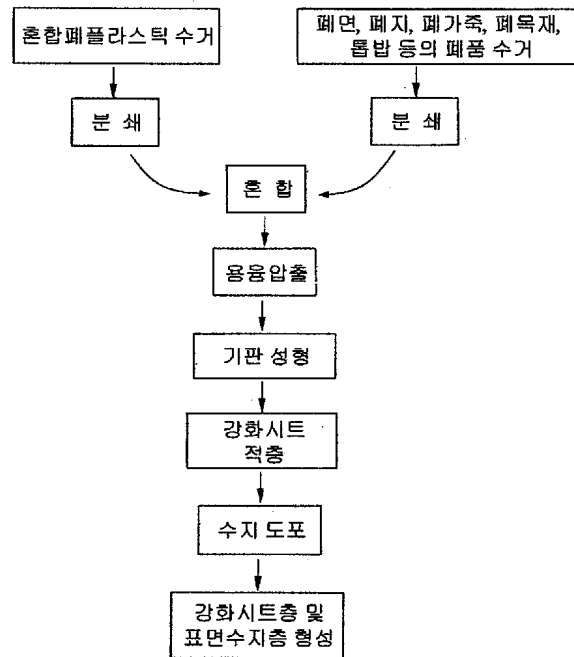 혼합폐플라스틱 수거
폐면, 폐지, 폐가죽, 폐목재,
톱밥 등의 폐품 수거
분 쇄
분 쇄
혼 합
용융압출
기판 성형
강화시트
적층
수지 도포
강화시트층 및
표면수지층 형성